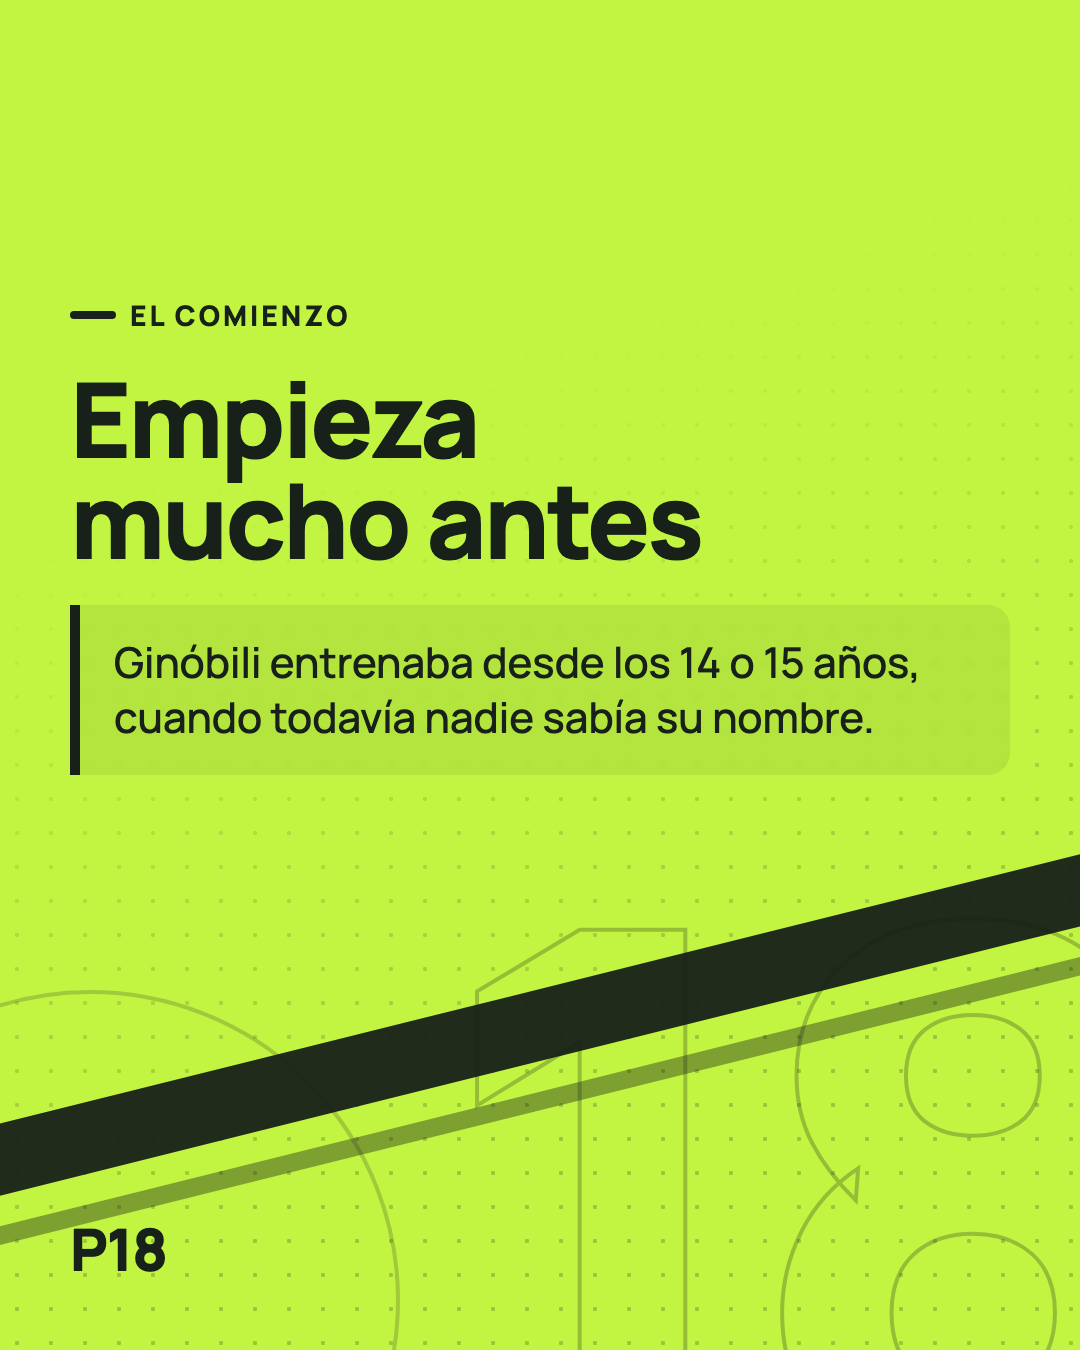 EL COMIENZO
Empieza
mucho antes
Ginóbili entrenaba desde los 14 o 15 años,
cuando todavía nadie sabía su nombre.
18
P18